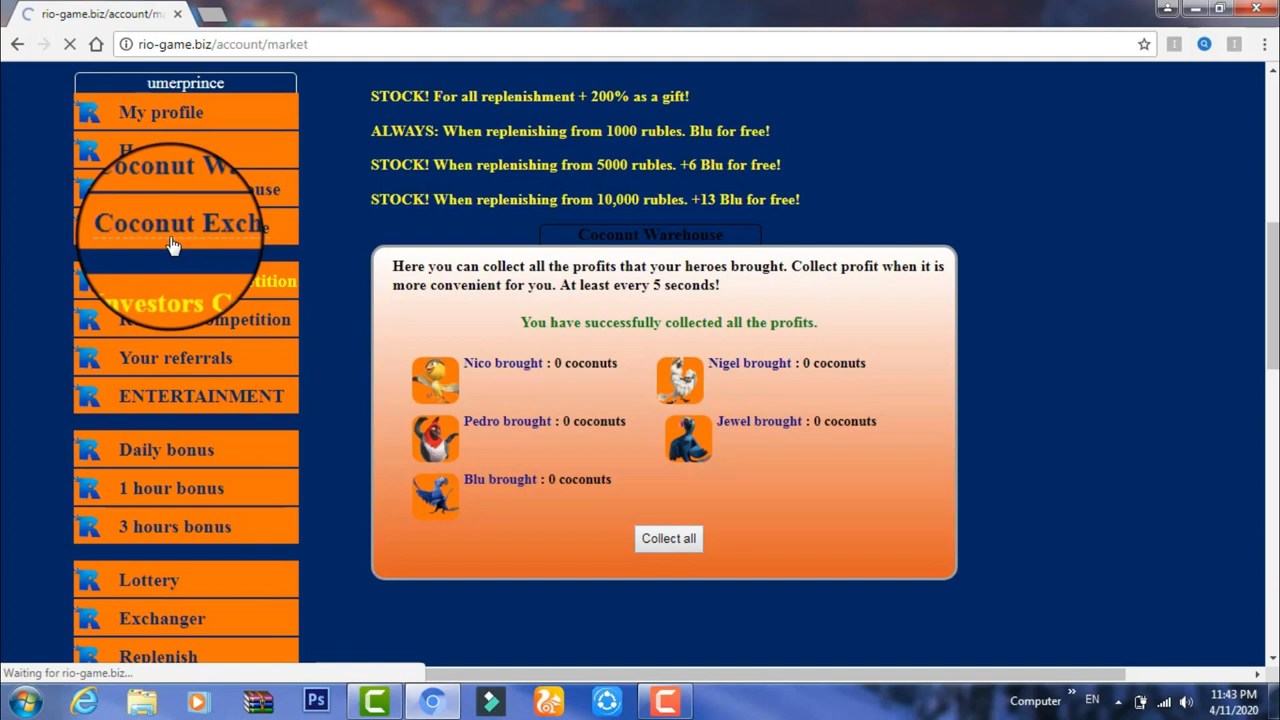 rio-game.biz/account/m
rio-game.biz/account/market
umerprince
My profile
H
Coconut W
use
Coconut Exch
e
petition
Investors C
ompetition
Your referrals
ENTERTAINMENT
Daily bonus
1 hour bonus
3 hours bonus
Lottery
Exchanger
Replenish
STOCK! For all replenishment + 200% as a gift!
ALWAYS: When replenishing from 1000 rubles. Blu for free!
STOCK! When replenishing from 5000 rubles. +6 Blu for free!
STOCK! When replenishing from 10,000 rubles. +13 Blu for free!
Coconut Warehouse
Here you can collect all the profits that your heroes brought. Collect profit when it is
more convenient for you. At least every 5 seconds!
You have successfully collected all the profits.
Nico brought : 0 coconuts
Nigel brought : 0 coconuts
Pedro brought : 0 coconuts
Jewel brought : 0 coconuts
Blu brought : 0 coconuts
Collect all
Waiting for rio-game.biz...
Ps
Computer
EN
11:43 PM
4/11/2020